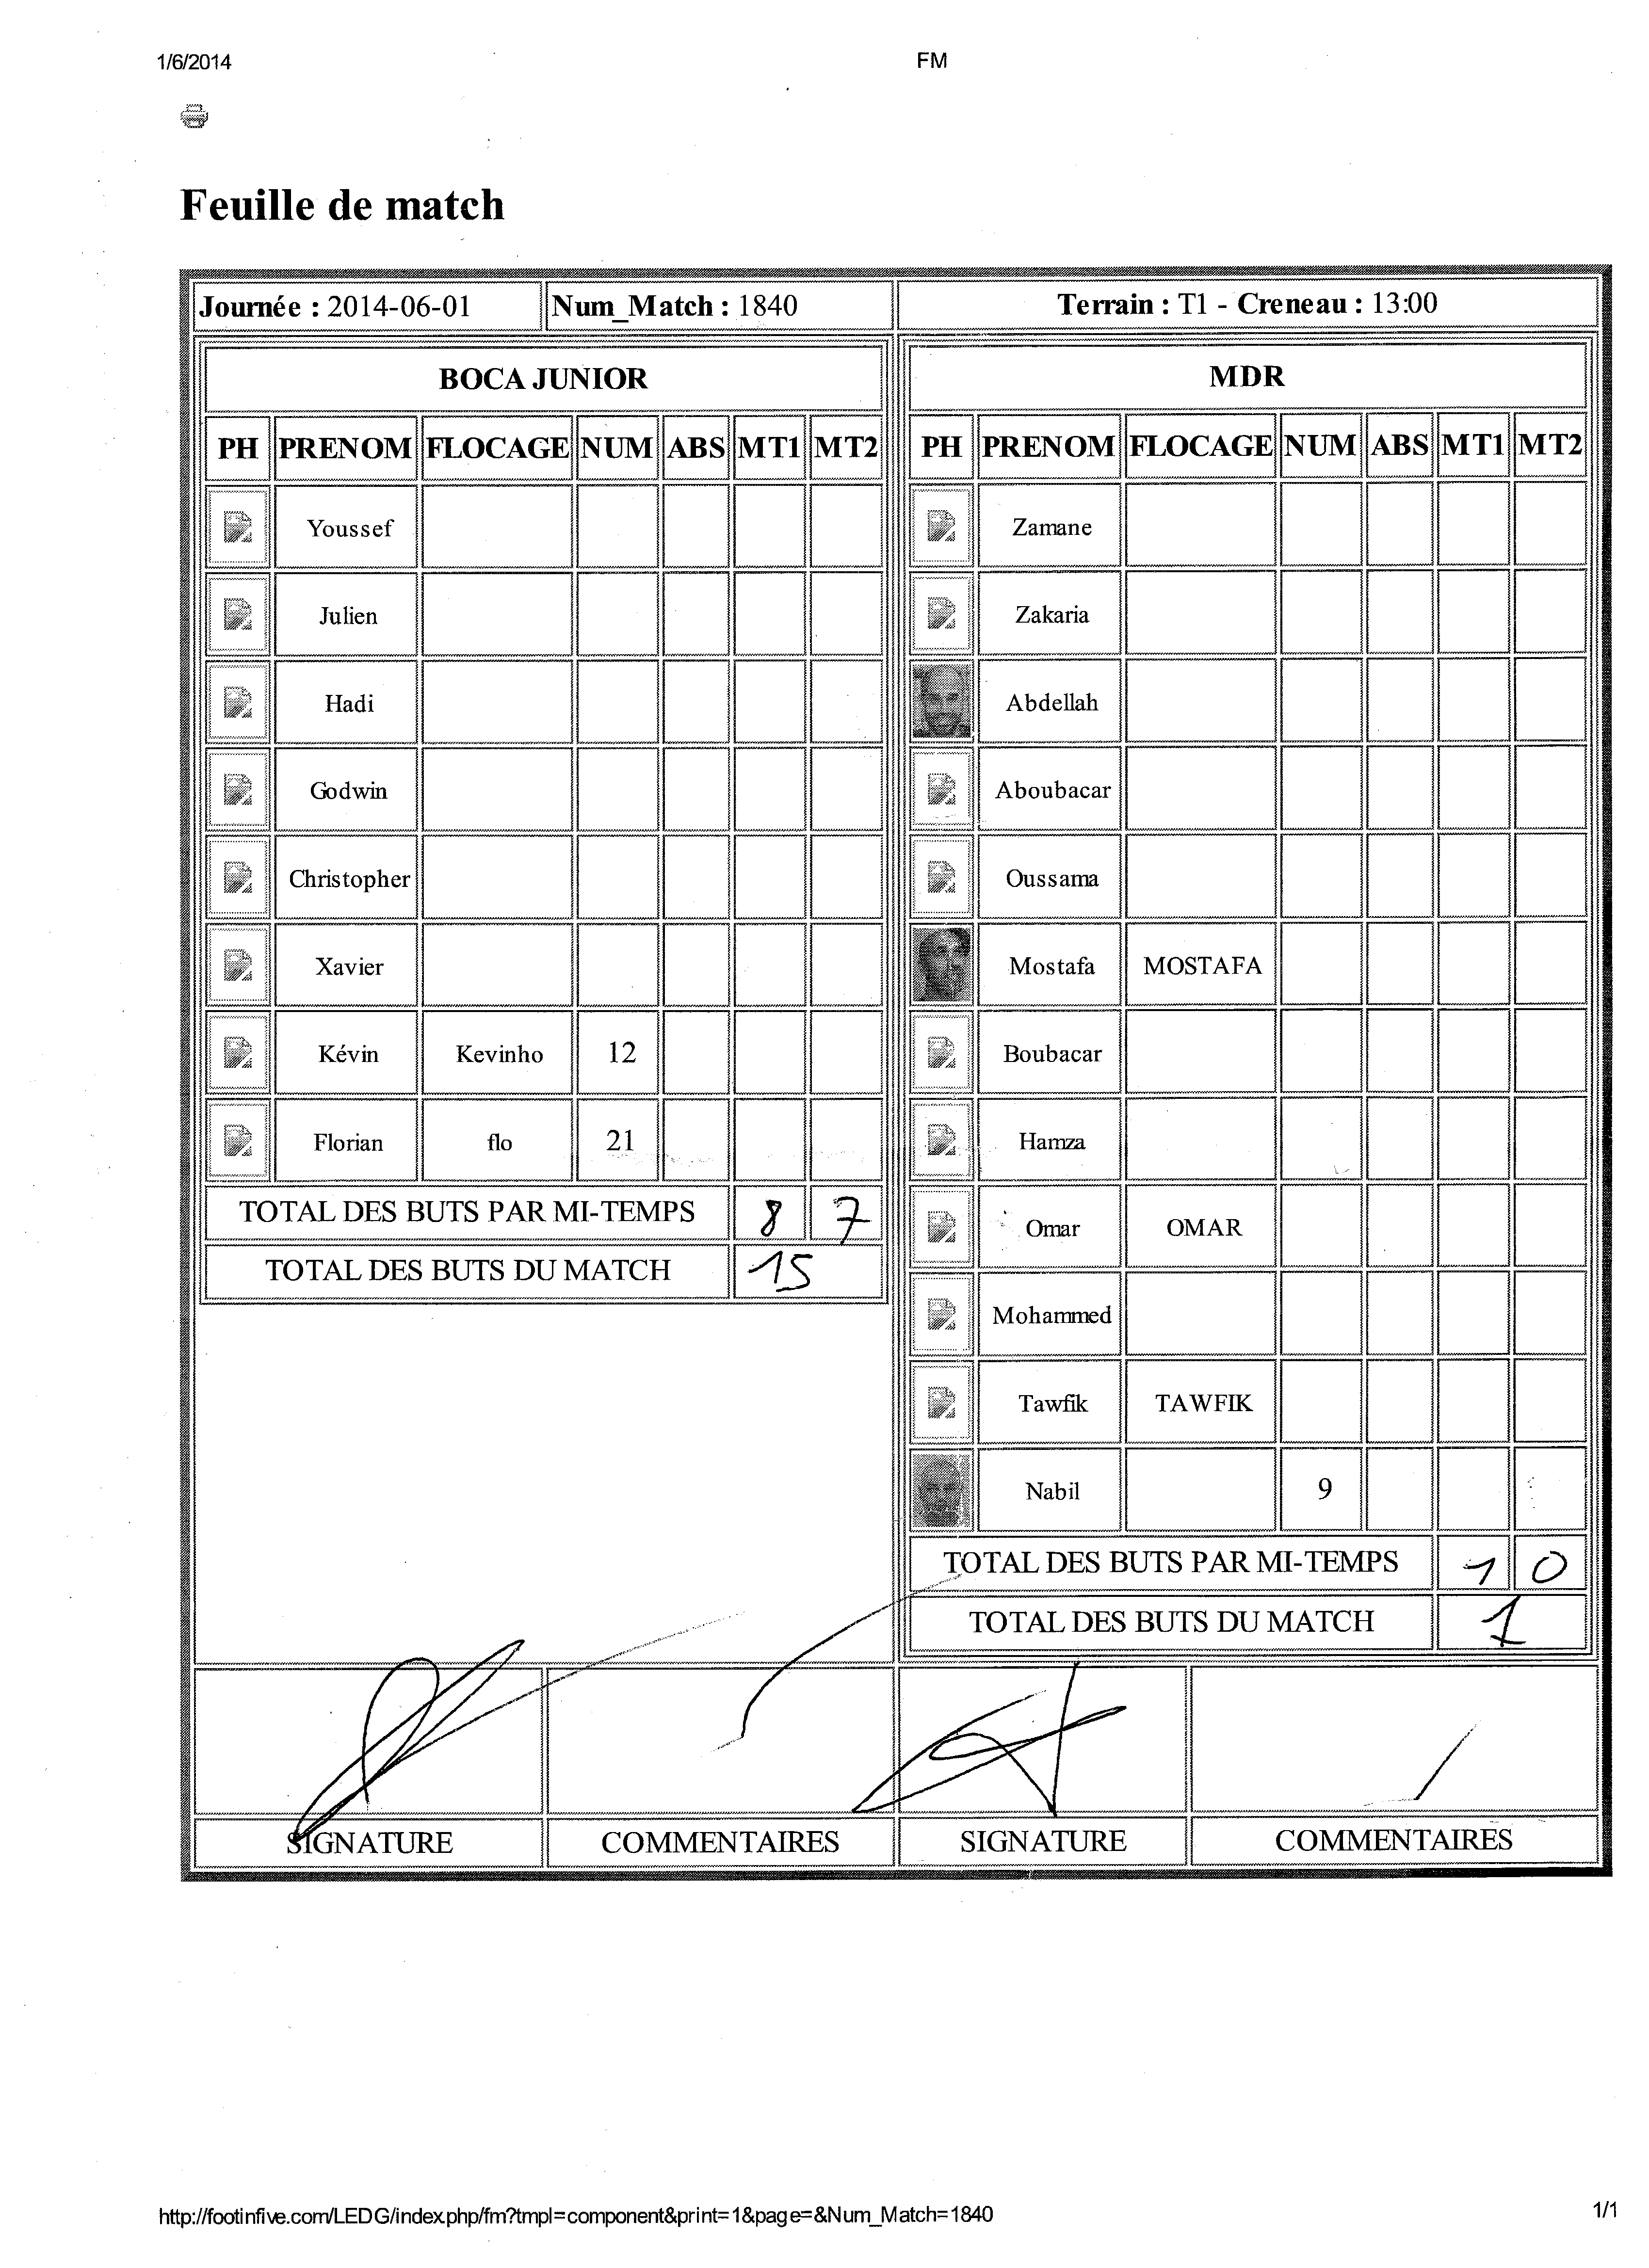 1/6/2014 FM
Feuille de match
Journée : 2014-06-01 Num_Match : 1840 Terrain : T1 - Creneau : 13:00
BOCA JUNIOR
PH PRENOM FLOCAGE NUM ABS MT1 MT2
Youssef
Julien
Hadi
Godwin
Christopher
Xavier
Kévin Kevinho 12
Florian flo 21
TOTAL DES BUTS PAR MI-TEMPS 8 7
TOTAL DES BUTS DU MATCH 15
MDR
PH PRENOM FLOCAGE NUM ABS MT1 MT2
Zamane
Zakaria
Abdellah
Aboubacar
Oussama
Mostafa MOSTAFA
Boubacar
Hamza
Omar OMAR
Mohammed
Tawfik TAWFIK
Nabil 9
TOTAL DES BUTS PAR MI-TEMPS 1 0
TOTAL DES BUTS DU MATCH 1
SIGNATURE COMMENTAIRES SIGNATURE COMMENTAIRES
http://footinfive.com/LEDG/index.php/fm?tmpl=component&print=1&page=&Num_Match=1840 1/1